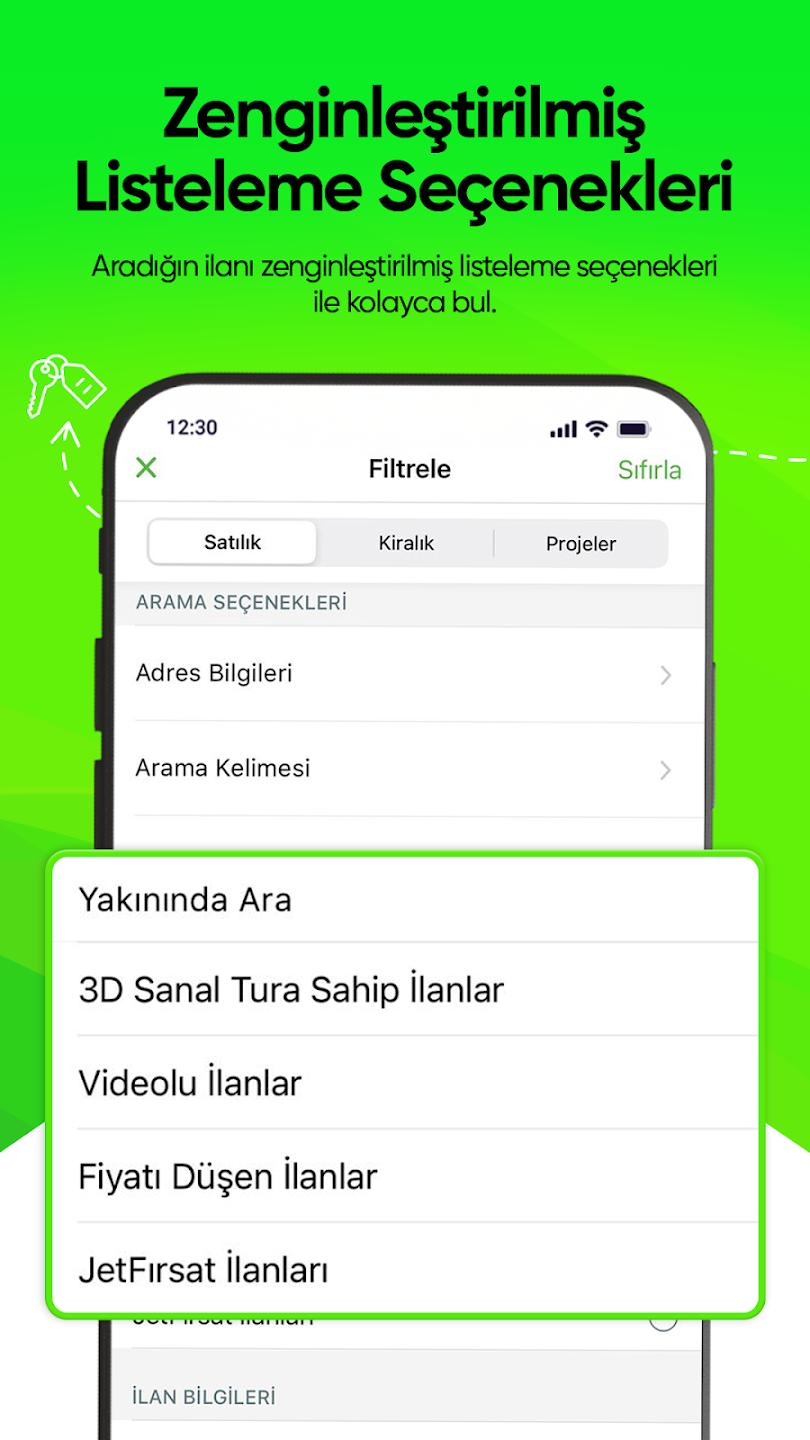 Zenginleştirilmiş
Listeleme Seçenekleri
Aradığın ilanı zenginleştirilmiş listeleme seçenekleri
ile kolayca bul.
12:30
Filtrele
Sıfırla
Satılık
Kiralık
Projeler
ARAMA SEÇENEKLERİ
Adres Bilgileri
Arama Kelimesi
Yakınında Ara
3D Sanal Tura Sahip İlanlar
Videolu İlanlar
Fiyatı Düşen İlanlar
JetFırsat İlanları
JetFırsat İlanları
İLAN BİLGİLERİ